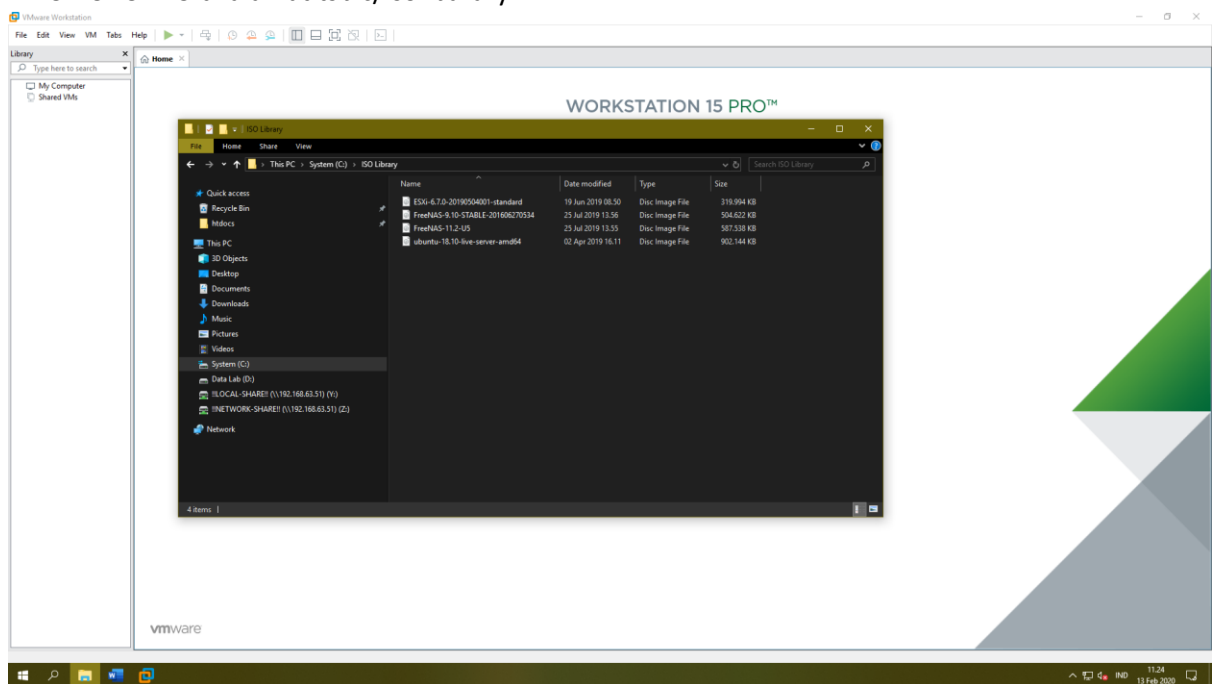 VMware Workstation
File Edit View VM Tabs Help
Library
Type here to search
My Computer
Shared VMs
Home
WORKSTATION 15 PRO™
ISO Library
File Home Share View
This PC > System (C:) > ISO Library
Search ISO Library
Name Date modified Type Size
ESXi-6.7.0-20190504001-standard 19 Jun 2019 08.50 Disc Image File 319.994 KB
FreeNAS-9.10-STABLE-201606270534 25 Jul 2019 13.56 Disc Image File 504.622 KB
FreeNAS-11.2-U5 25 Jul 2019 13.55 Disc Image File 587.538 KB
ubuntu-18.10-live-server-amd64 02 Apr 2019 16.11 Disc Image File 902.144 KB
Quick access
Recycle Bin
htdocs
This PC
3D Objects
Desktop
Documents
Downloads
Music
Pictures
Videos
System (C:)
Data Lab (D:)
!!LOCAL-SHARE!! (\\192.168.63.51) (Y:)
!!NETWORK-SHARE!! (\\192.168.63.51) (Z:)
Network
4 items
vmware
IND
11.24
13 Feb 2020